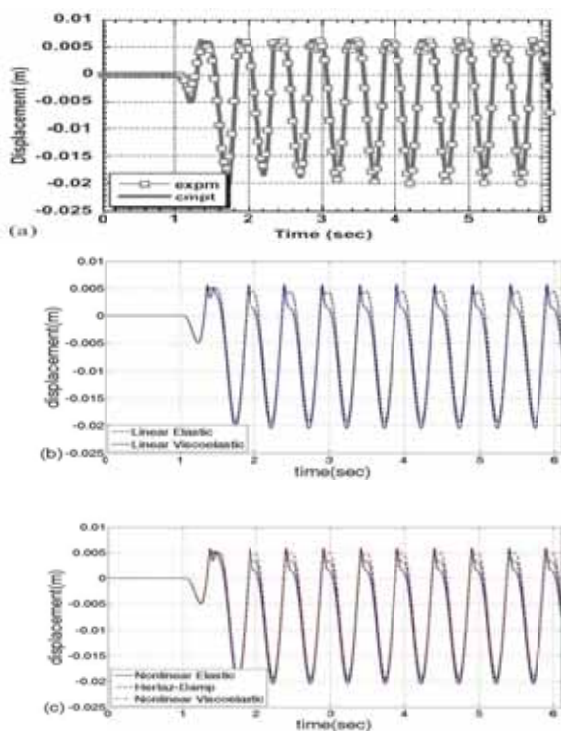 0.01
0.005
0
-0.005
-0.01
-0.015
-0.02
-0.025
Displacement (m)
expm
cmpt
0 1 2 3 4 5 6
Time (sec)
(a)
0.01
0.005
0
-0.005
-0.01
-0.015
-0.02
-0.025
displacement(m)
Linear Elastic
Linear Viscoelastic
0 1 2 3 4 5 6
time(sec)
(b)
0.01
0.005
0
-0.005
-0.01
-0.015
-0.02
-0.025
displacement(m)
Nonlinear Elastic
Hertaz-Damp
Nonlinear Viscoelastic
0 1 2 3 4 5 6
time(sec)
(c)